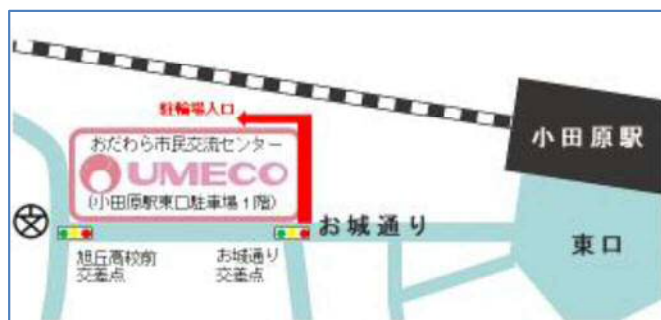 駐輪場入口
おだわら市民交流センター
UMECO
(小田原駅東口駐車場1階)
小田原駅
お城通り
東口
旭丘高校前
交差点
お城通り
交差点